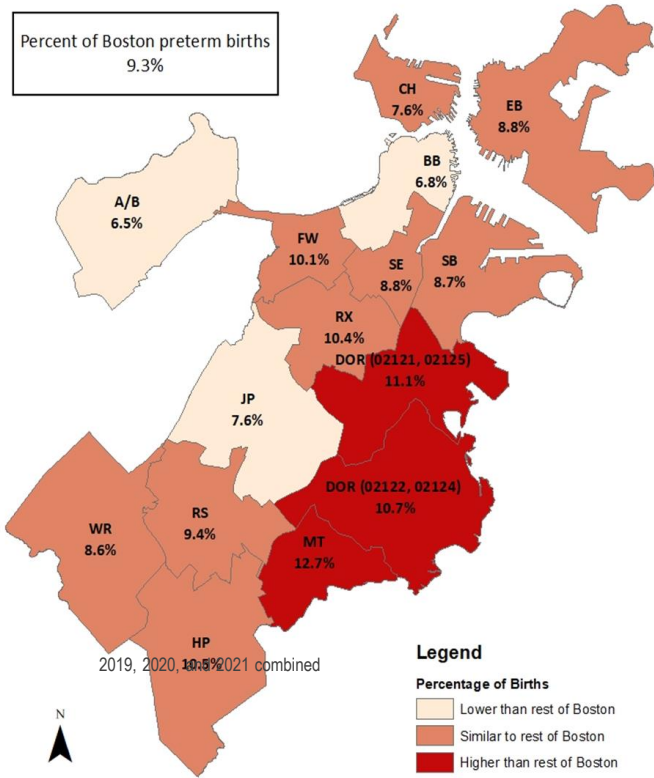 Percent of Boston preterm births
9.3%
CH
7.6%
EB
8.8%
BB
6.8%
A/B
6.5%
FW
10.1%
SE
8.8%
SB
8.7%
RX
10.4%
DOR (02121, 02125)
11.1%
JP
7.6%
DOR (02122, 02124)
10.7%
WR
8.6%
RS
9.4%
MT
12.7%
HP
10.5%
2019, 2020, and 2021 combined
N
Legend
Percentage of Births
Lower than rest of Boston
Similar to rest of Boston
Higher than rest of Boston